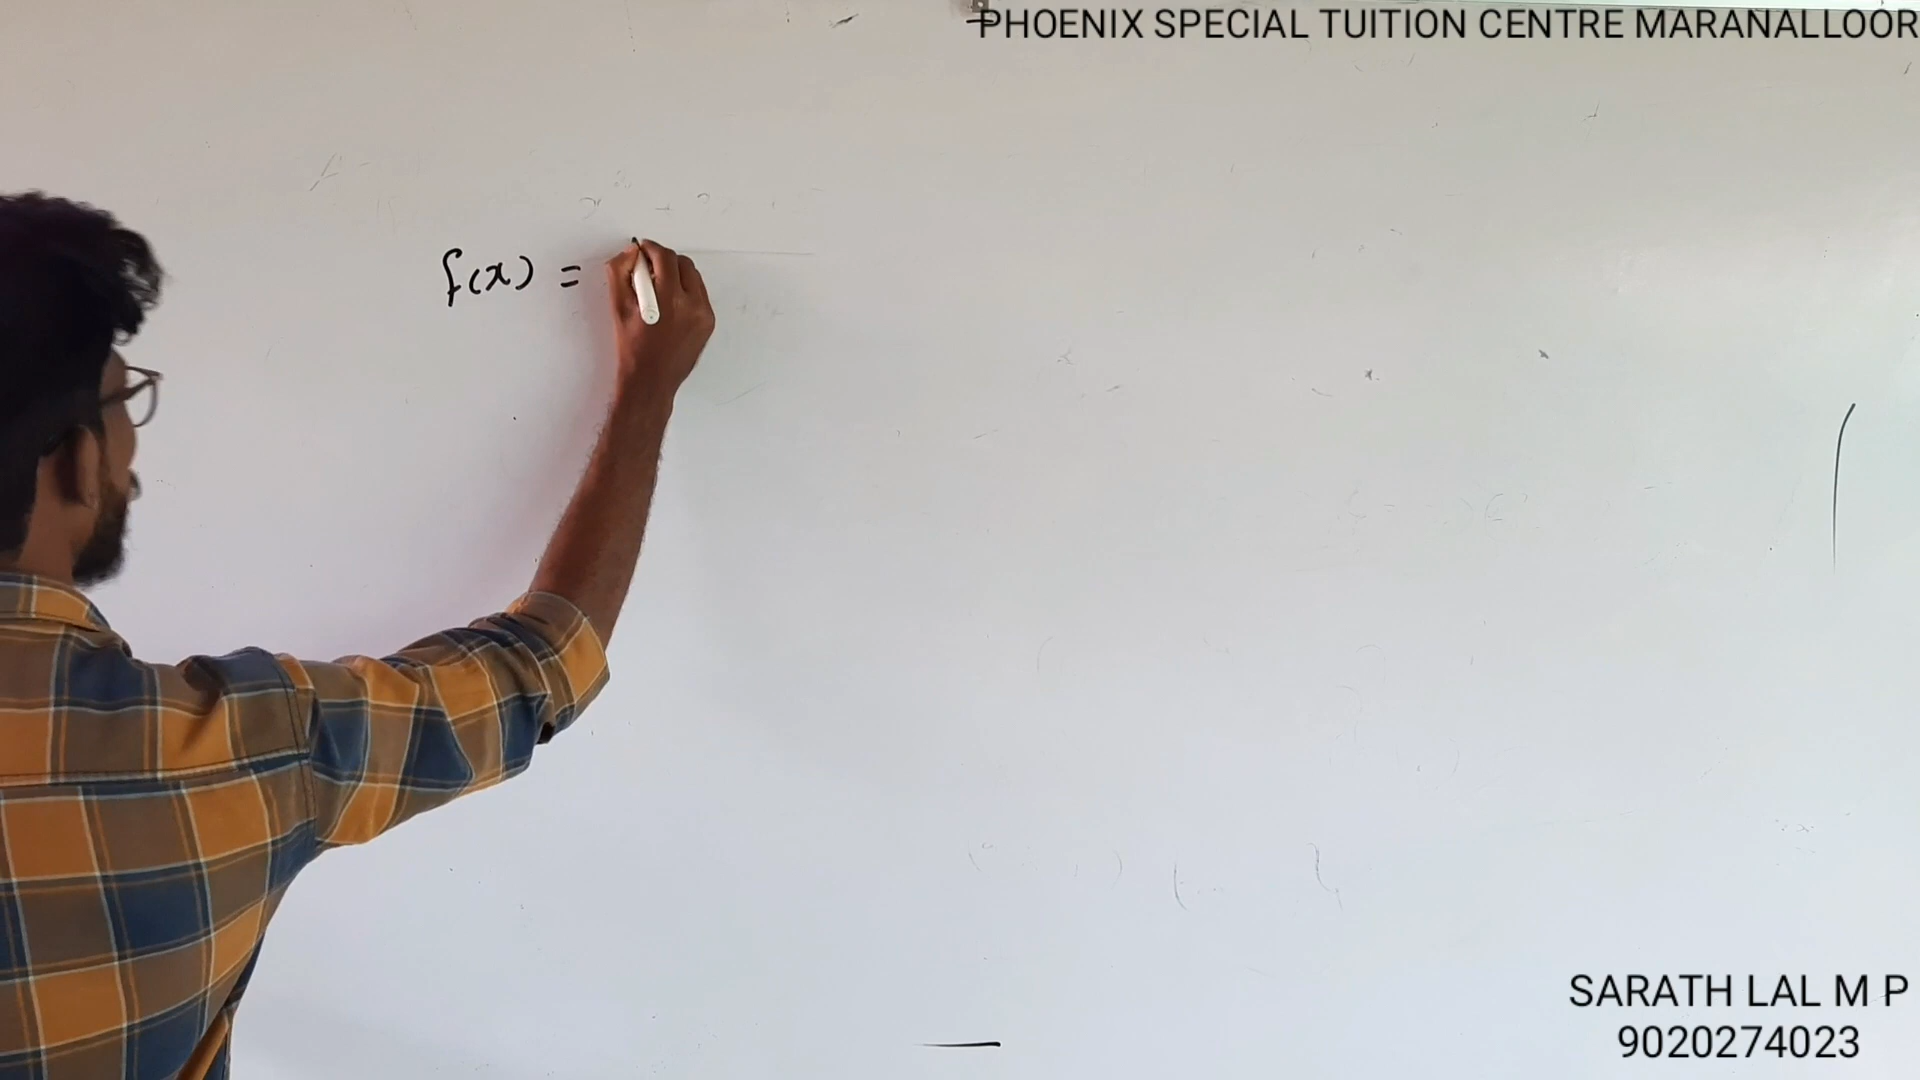 PHOENIX SPECIAL TUITION CENTRE MARANALLOOR
f(x) =
SARATH LAL M P
9020274023